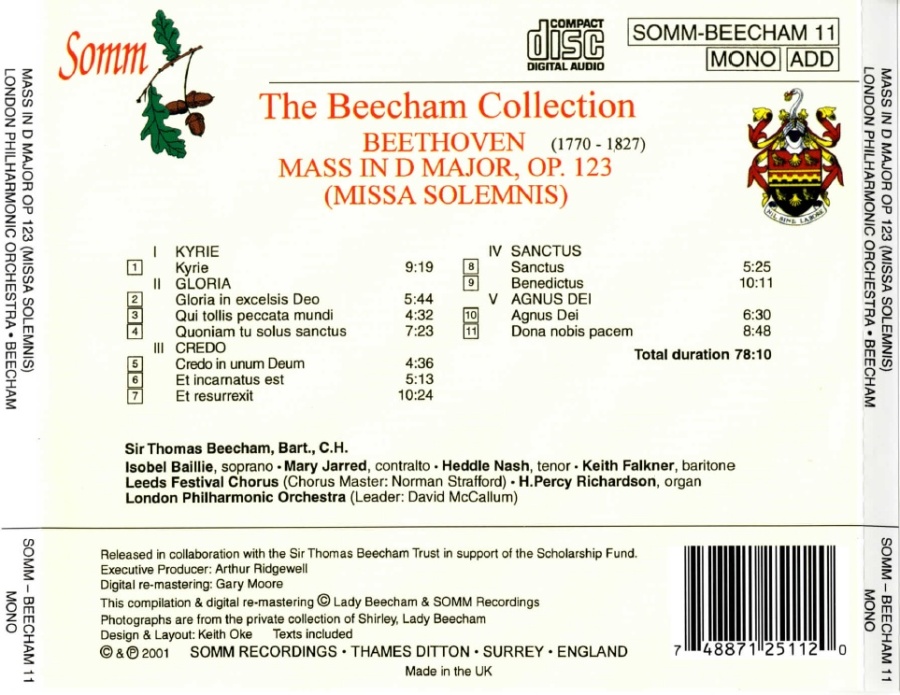 Somm
COMPACT
disc
DIGITAL AUDIO
SOMM-BEECHAM 11
MONO ADD
The Beecham Collection
BEETHOVEN (1770 - 1827)
MASS IN D MAJOR, OP. 123
(MISSA SOLEMNIS)
NIL SINE LABORE
I KYRIE
1 Kyrie 9:19
II GLORIA
2 Gloria in excelsis Deo 5:44
3 Qui tollis peccata mundi 4:32
4 Quoniam tu solus sanctus 7:23
III CREDO
5 Credo in unum Deum 4:36
6 Et incarnatus est 5:13
7 Et resurrexit 10:24
IV SANCTUS
8 Sanctus 5:25
9 Benedictus 10:11
V AGNUS DEI
10 Agnus Dei 6:30
11 Dona nobis pacem 8:48
Total duration 78:10
Sir Thomas Beecham, Bart., C.H.
Isobel Baillie, soprano • Mary Jarred, contralto • Heddle Nash, tenor • Keith Falkner, baritone
Leeds Festival Chorus (Chorus Master: Norman Strafford) • H.Percy Richardson, organ
London Philharmonic Orchestra (Leader: David McCallum)
Released in collaboration with the Sir Thomas Beecham Trust in support of the Scholarship Fund.
Executive Producer: Arthur Ridgewell
Digital re-mastering: Gary Moore
This compilation & digital re-mastering © Lady Beecham & SOMM Recordings
Photographs are from the private collection of Shirley, Lady Beecham
Design & Layout: Keith Oke Texts included
© & ℗ 2001 SOMM RECORDINGS • THAMES DITTON • SURREY • ENGLAND
Made in the UK
7 48871 25112 0
MASS IN D MAJOR OP 123 (MISSA SOLEMNIS)
LONDON PHILHARMONIC ORCHESTRA • BEECHAM
SOMM – BEECHAM 11
MONO
MASS IN D MAJOR OP 123 (MISSA SOLEMNIS)
LONDON PHILHARMONIC ORCHESTRA • BEECHAM
SOMM – BEECHAM 11
MONO